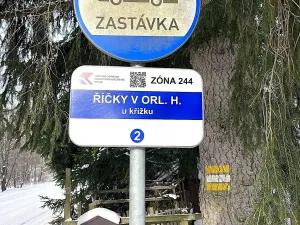 ZASTÁVKA
ZÓNA 244
ŘÍČKY V ORL. H.
u křížku
2